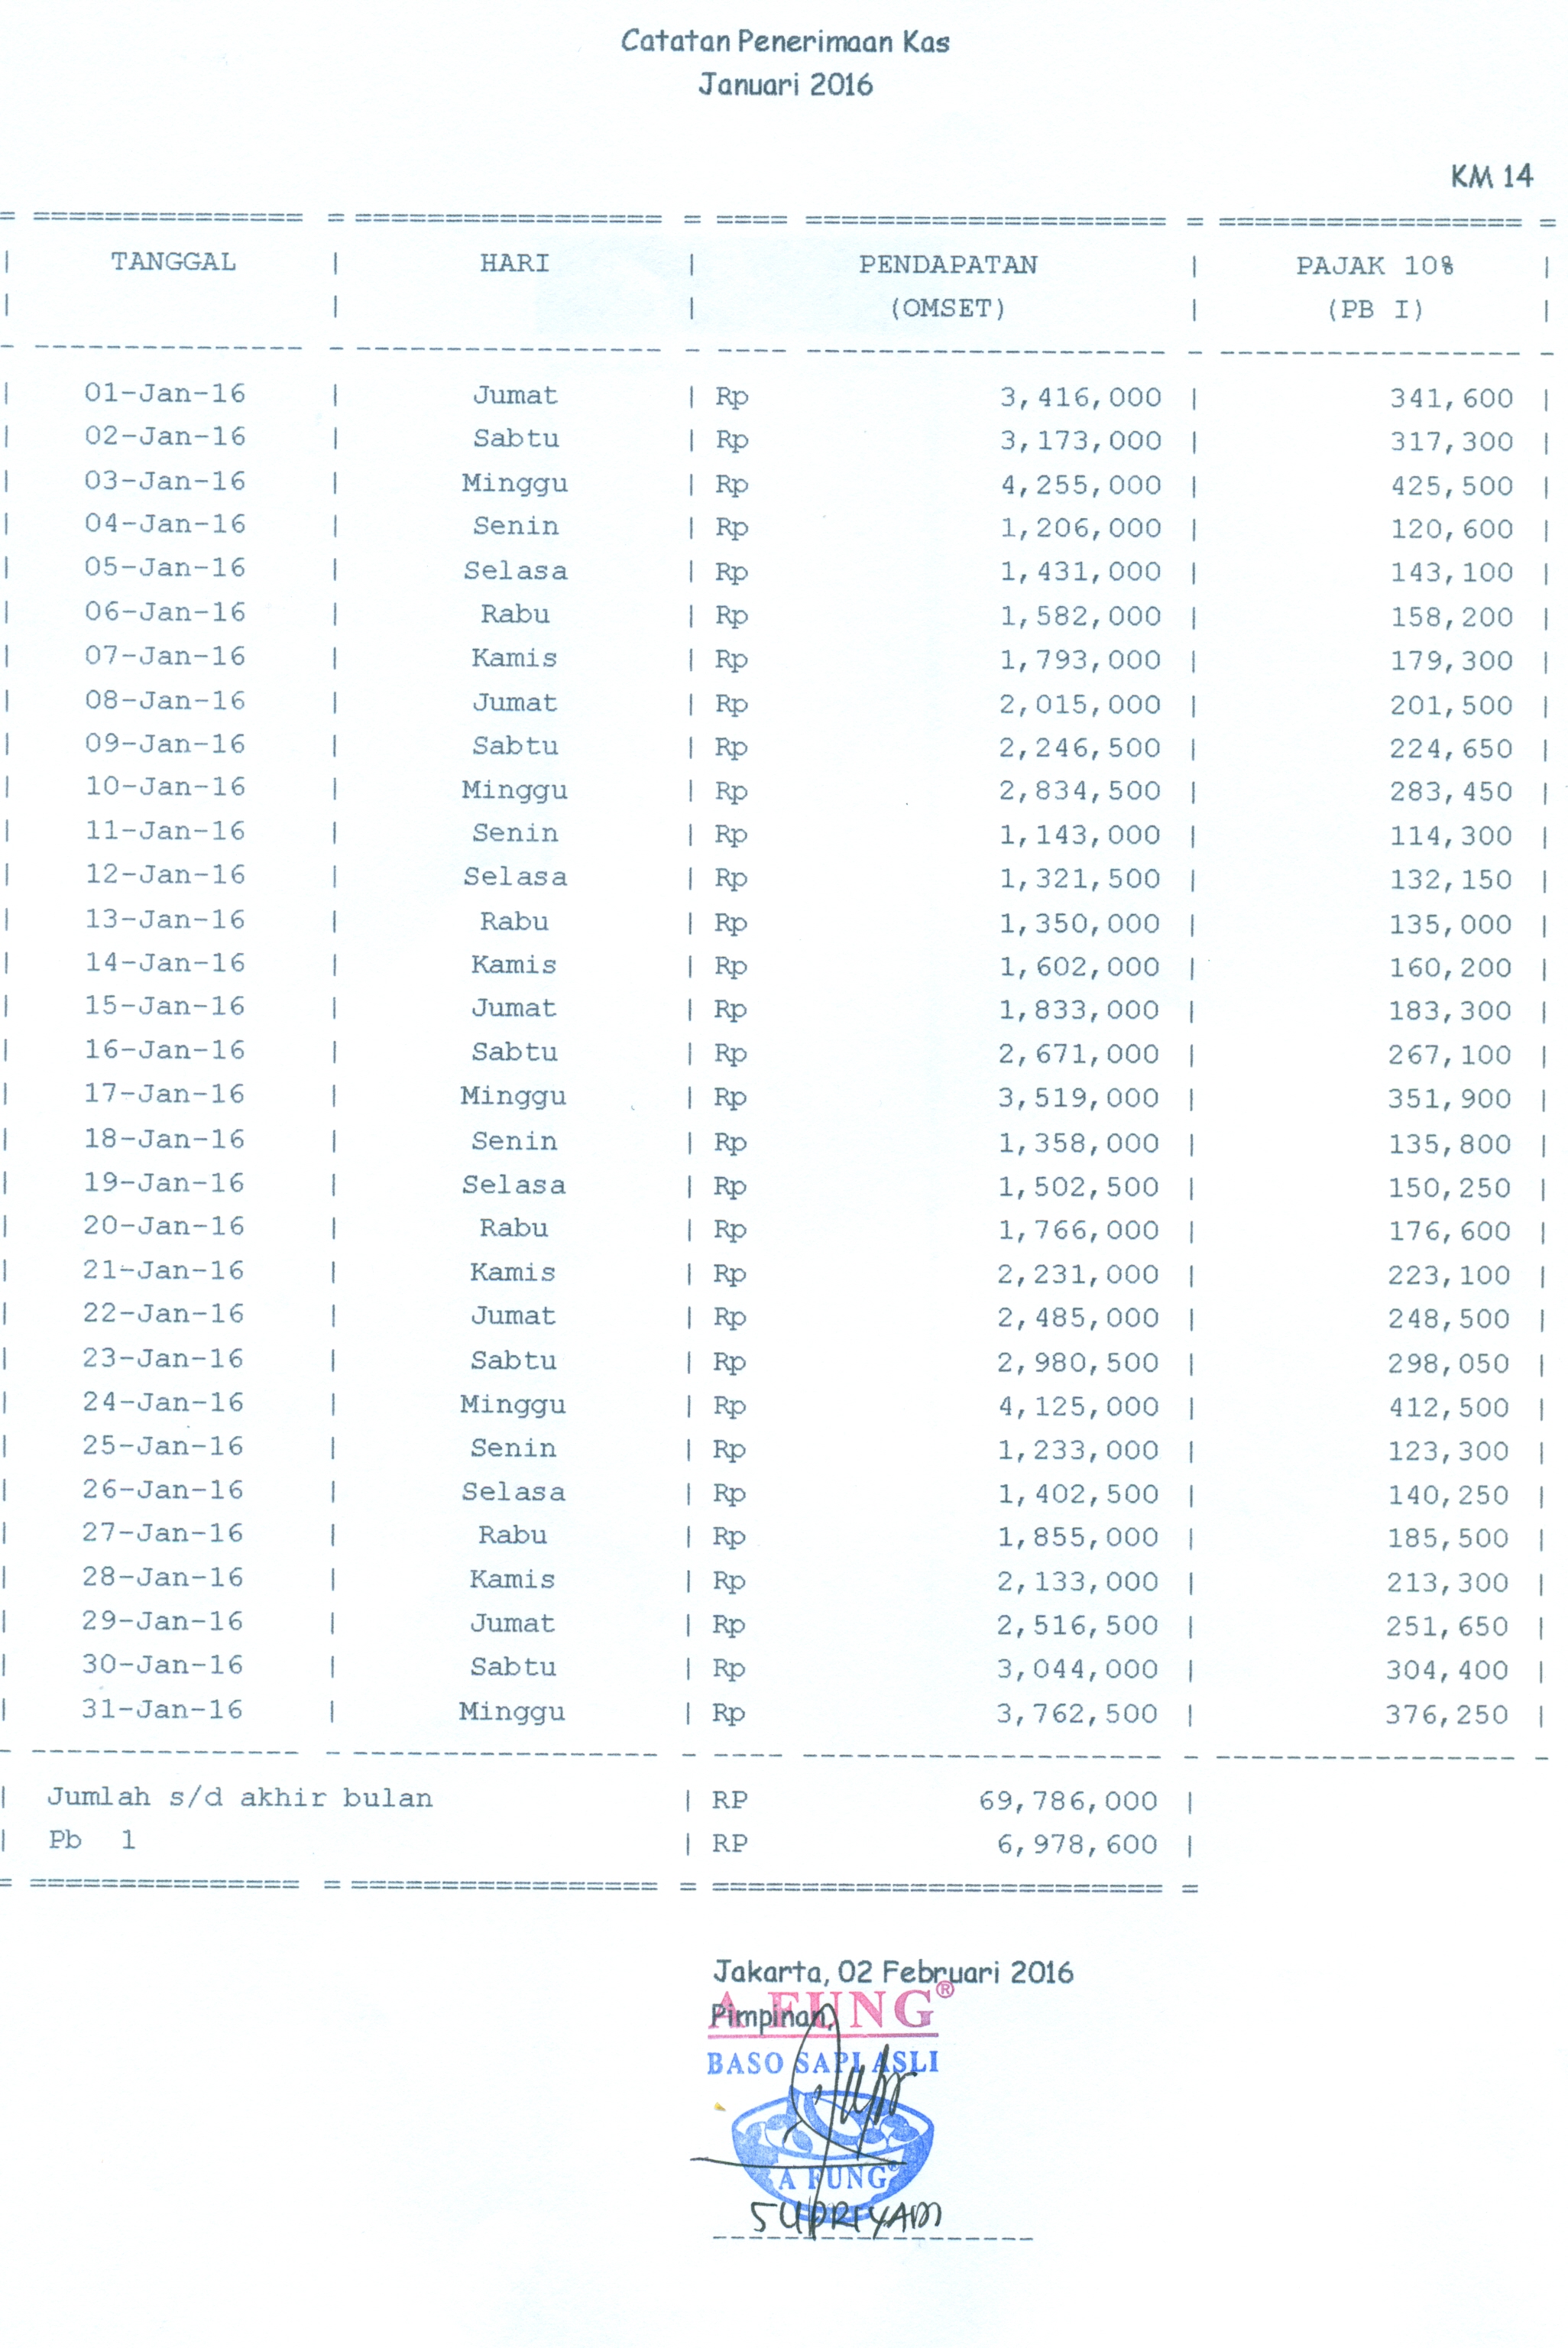 Catatan Penerimaan Kas
Januari 2016
KM 14
TANGGAL | HARI | PENDAPATAN | PAJAK 10%
(OMSET) | (PB I)
01-Jan-16 | Jumat | Rp 3,416,000 | 341,600
02-Jan-16 | Sabtu | Rp 3,173,000 | 317,300
03-Jan-16 | Minggu | Rp 4,255,000 | 425,500
04-Jan-16 | Senin | Rp 1,206,000 | 120,600
05-Jan-16 | Selasa | Rp 1,431,000 | 143,100
06-Jan-16 | Rabu | Rp 1,582,000 | 158,200
07-Jan-16 | Kamis | Rp 1,793,000 | 179,300
08-Jan-16 | Jumat | Rp 2,015,000 | 201,500
09-Jan-16 | Sabtu | Rp 2,246,500 | 224,650
10-Jan-16 | Minggu | Rp 2,834,500 | 283,450
11-Jan-16 | Senin | Rp 1,143,000 | 114,300
12-Jan-16 | Selasa | Rp 1,321,500 | 132,150
13-Jan-16 | Rabu | Rp 1,350,000 | 135,000
14-Jan-16 | Kamis | Rp 1,602,000 | 160,200
15-Jan-16 | Jumat | Rp 1,833,000 | 183,300
16-Jan-16 | Sabtu | Rp 2,671,000 | 267,100
17-Jan-16 | Minggu | Rp 3,519,000 | 351,900
18-Jan-16 | Senin | Rp 1,358,000 | 135,800
19-Jan-16 | Selasa | Rp 1,502,500 | 150,250
20-Jan-16 | Rabu | Rp 1,766,000 | 176,600
21-Jan-16 | Kamis | Rp 2,231,000 | 223,100
22-Jan-16 | Jumat | Rp 2,485,000 | 248,500
23-Jan-16 | Sabtu | Rp 2,980,500 | 298,050
24-Jan-16 | Minggu | Rp 4,125,000 | 412,500
25-Jan-16 | Senin | Rp 1,233,000 | 123,300
26-Jan-16 | Selasa | Rp 1,402,500 | 140,250
27-Jan-16 | Rabu | Rp 1,855,000 | 185,500
28-Jan-16 | Kamis | Rp 2,133,000 | 213,300
29-Jan-16 | Jumat | Rp 2,516,500 | 251,650
30-Jan-16 | Sabtu | Rp 3,044,000 | 304,400
31-Jan-16 | Minggu | Rp 3,762,500 | 376,250
Jumlah s/d akhir bulan | RP 69,786,000
Pb 1 | RP 6,978,600
Jakarta, 02 Februari 2016
A FUNG®
Pimpinan,
BASO SAPI ASLI
A FUNG®